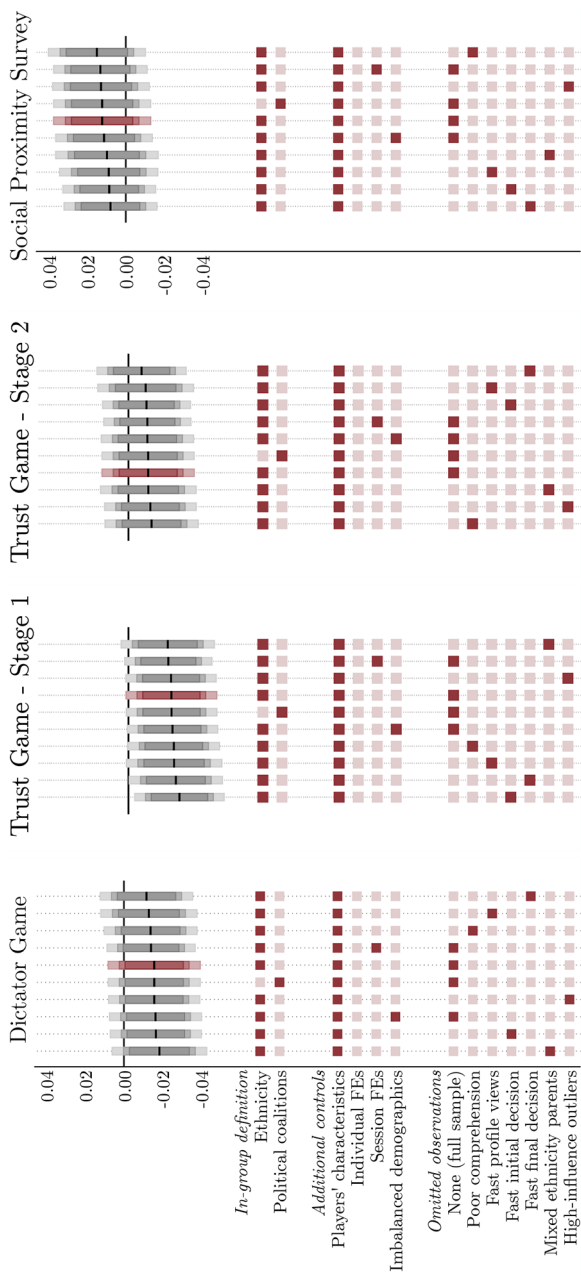 Dictator Game
Trust Game - Stage 1
Trust Game - Stage 2
Social Proximity Survey
0.04
0.02
0.00
-0.02
-0.04
0.04
0.02
0.00
-0.02
-0.04
In-group definition
Ethnicity
Political coalitions
Additional controls
Players' characteristics
Individual FEs
Session FEs
Imbalanced demographics
Omitted observations
None (full sample)
Poor comprehension
Fast profile views
Fast initial decision
Fast final decision
Mixed ethnicity parents
High-influence outliers